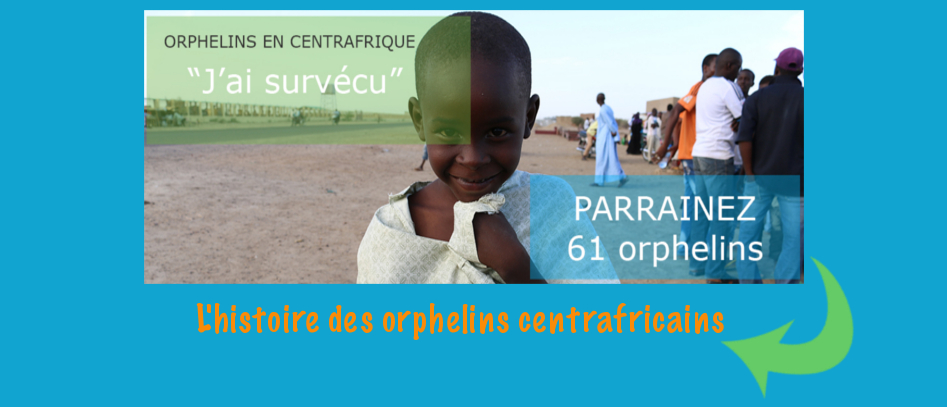 ORPHELINS EN CENTRAFRIQUE
“J’ai survécu”
PARRAINEZ
61 orphelins
L'histoire des orphelins centrafricains